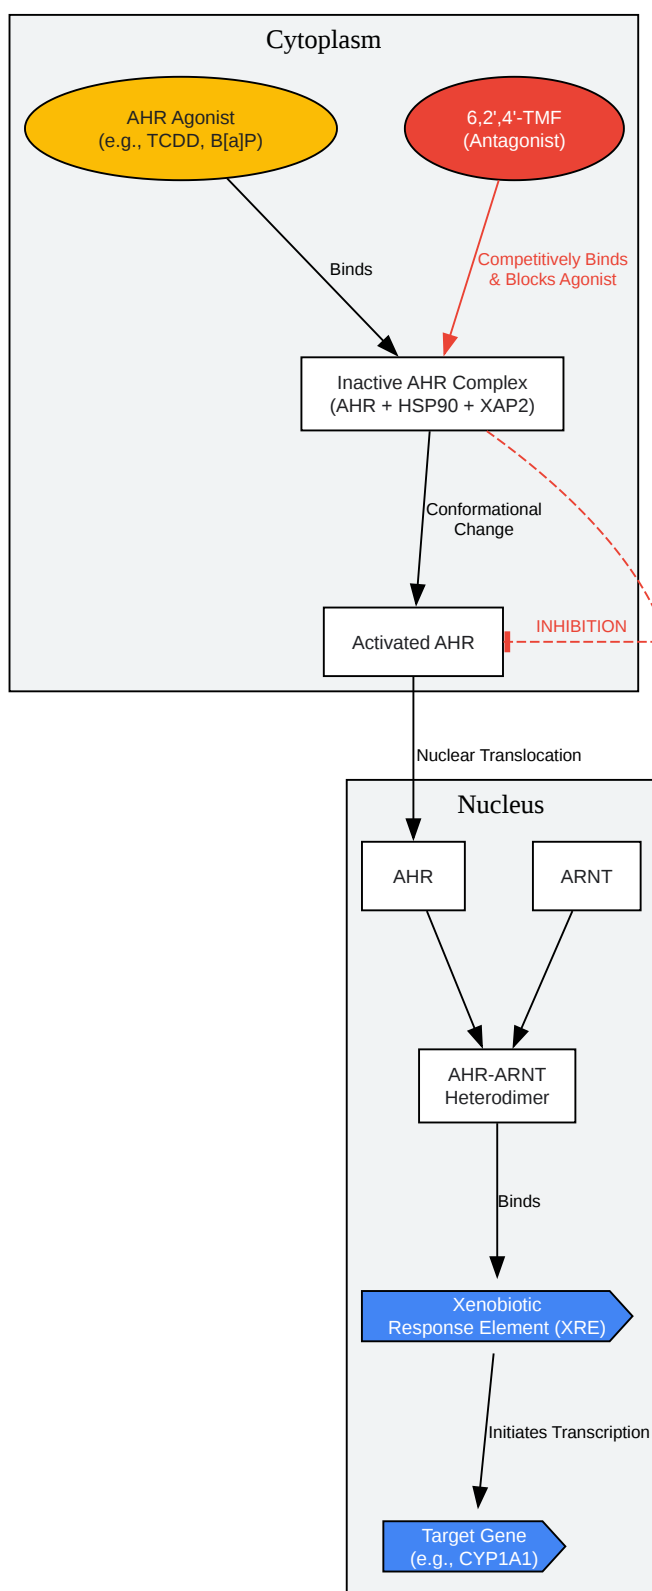 Cytoplasm
AHR Agonist
(e.g., TCDD, B[a]P)
6,2',4'-TMF
(Antagonist)
Binds
Competitively Binds
& Blocks Agonist
Inactive AHR Complex
(AHR + HSP90 + XAP2)
Conformational
Change
INHIBITION
Activated AHR
Nuclear Translocation
Nucleus
AHR
ARNT
AHR-ARNT
Heterodimer
Binds
Xenobiotic
Response Element (XRE)
Initiates Transcription
Target Gene
(e.g., CYP1A1)